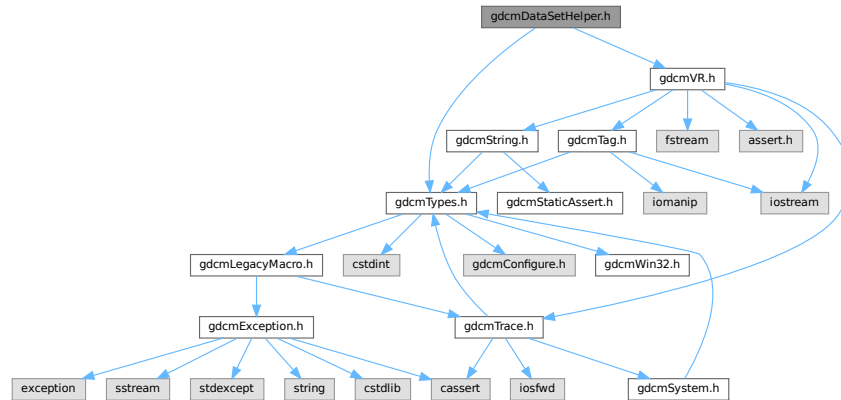 gdcmDataSetHelper.h
gdcmVR.h
gdcmString.h
gdcmTag.h
fstream
assert.h
gdcmTypes.h
gdcmStaticAssert.h
iomanip
iostream
gdcmLegacyMacro.h
cstdint
gdcmConfigure.h
gdcmWin32.h
gdcmException.h
gdcmTrace.h
exception
sstream
stdexcept
string
cstdlib
cassert
iosfwd
gdcmSystem.h